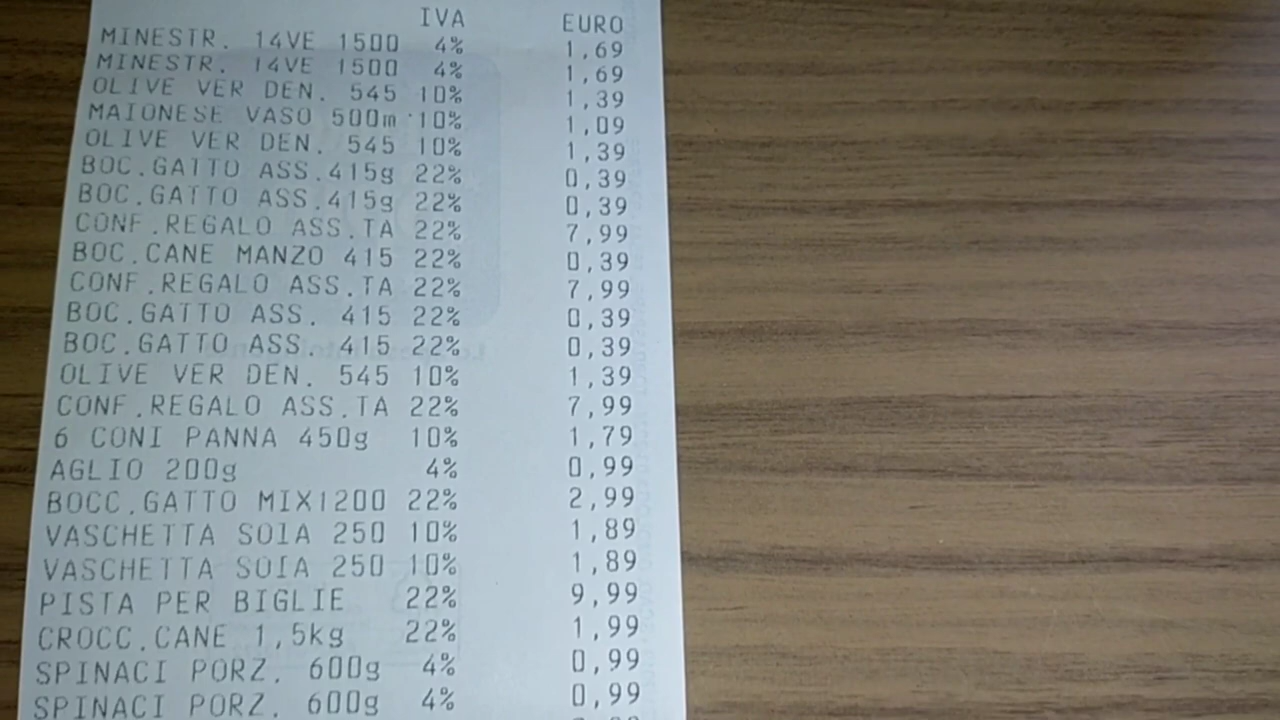 IVA EURO
MINESTR. 14VE 1500 4% 1,69
MINESTR. 14VE 1500 4% 1,69
OLIVE VER DEN. 545 10% 1,39
MAIONESE VASO 500m 10% 1,09
OLIVE VER DEN. 545 10% 1,39
BOC.GATTO ASS.415g 22% 0,39
BOC.GATTO ASS.415g 22% 0,39
CONF.REGALO ASS.TA 22% 7,99
BOC.CANE MANZO 415 22% 0,39
CONF.REGALO ASS.TA 22% 7,99
BOC.GATTO ASS. 415 22% 0,39
BOC.GATTO ASS. 415 22% 0,39
OLIVE VER DEN. 545 10% 1,39
CONF.REGALO ASS.TA 22% 7,99
6 CONI PANNA 450g 10% 1,79
AGLIO 200g 4% 0,99
BOCC.GATTO MIX1200 22% 2,99
VASCHETTA SOIA 250 10% 1,89
VASCHETTA SOIA 250 10% 1,89
PISTA PER BIGLIE 22% 9,99
CROCC.CANE 1,5kg 22% 1,99
SPINACI PORZ. 600g 4% 0,99
SPINACI PORZ. 600g 4% 0,99